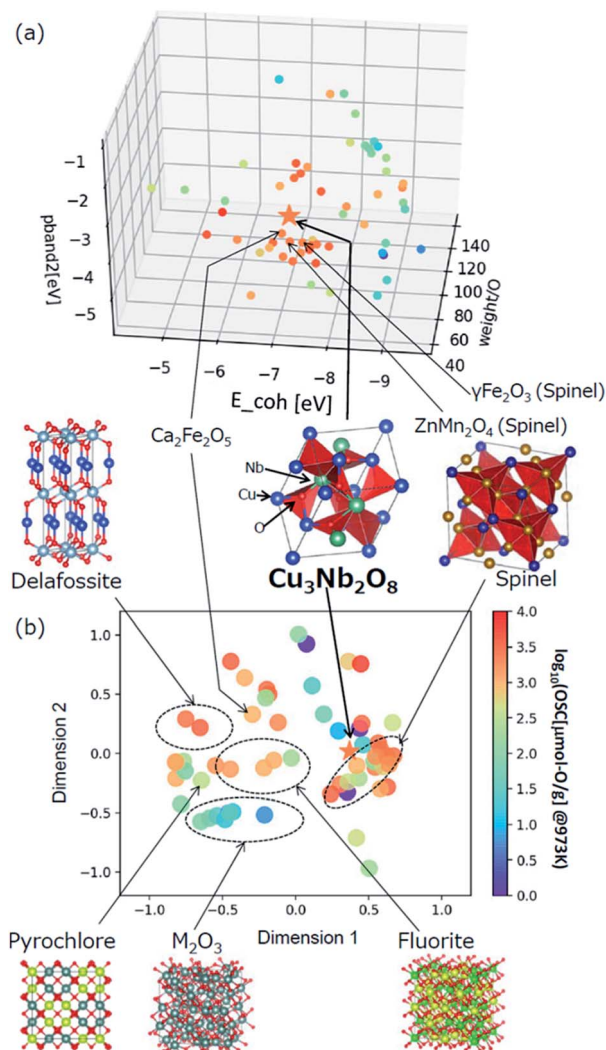 (a)
−1
−2
−3
−4
−5
pband2[eV]
−5
−6
−7
−8
−9
E_coh [eV]
140
120
100
80
60
40
weight/O
γFe₂O₃ (Spinel)
ZnMn₂O₄ (Spinel)
Ca₂Fe₂O₅
Nb
Cu
O
Delafossite
Cu₃Nb₂O₈
Spinel
(b)
1.0
0.5
0.0
−0.5
−1.0
Dimension 2
−1.0
−0.5
0.0
0.5
1.0
Dimension 1
4.0
3.5
3.0
2.5
2.0
1.5
1.0
0.5
0.0
log₁₀(OSC[μmol-O/g] @973K)
Pyrochlore
M₂O₃
Fluorite